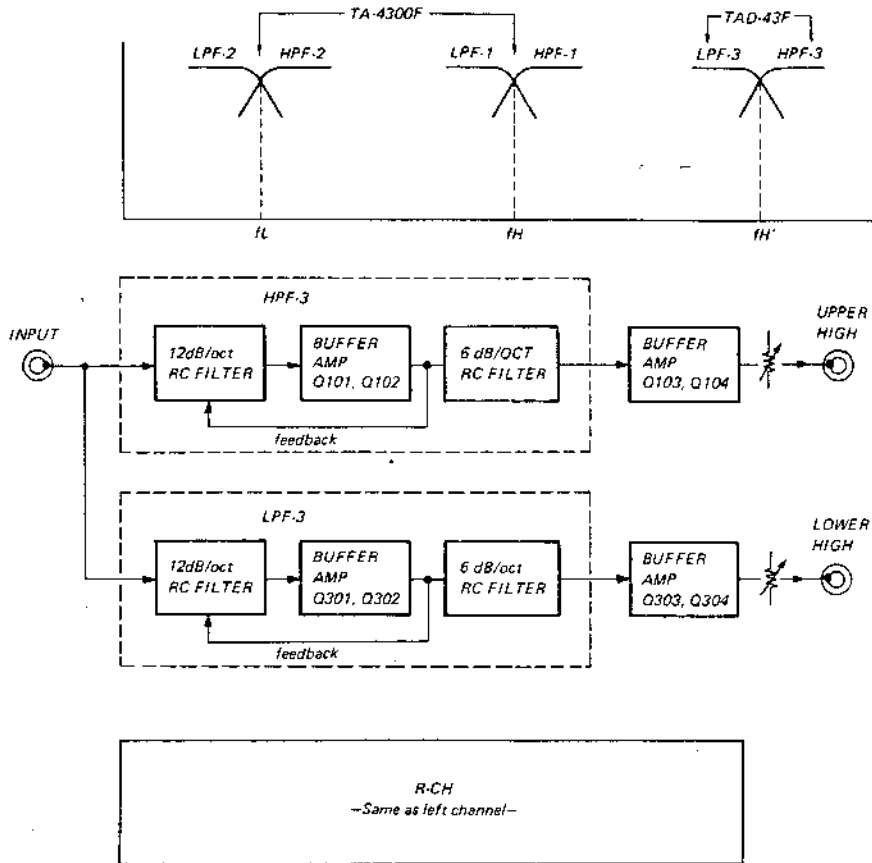 TA-4300F
TAD-43F
LPF-2
HPF-2
LPF-1
HPF-1
LPF-3
HPF-3
fL
fH
fH'
HPF-3
INPUT
12dB/oct
RC FILTER
BUFFER
AMP
Q101, Q102
6 dB/OCT
RC FILTER
BUFFER
AMP
Q103, Q104
UPPER
HIGH
feedback
LPF-3
12dB/oct
RC FILTER
BUFFER
AMP
Q301, Q302
6 dB/oct
RC FILTER
BUFFER
AMP
Q303, Q304
LOWER
HIGH
feedback
R-CH
—Same as left channel—